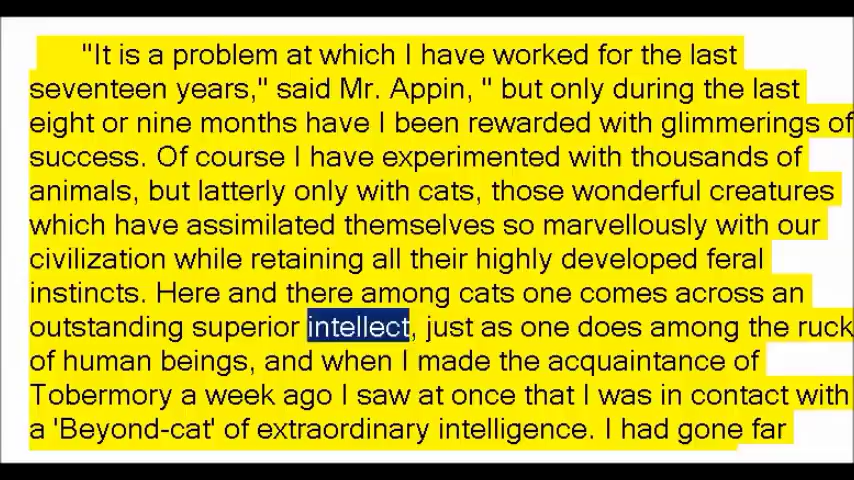 "It is a problem at which I have worked for the last
seventeen years," said Mr. Appin, " but only during the last
eight or nine months have I been rewarded with glimmerings of
success. Of course I have experimented with thousands of
animals, but latterly only with cats, those wonderful creatures
which have assimilated themselves so marvellously with our
civilization while retaining all their highly developed feral
instincts. Here and there among cats one comes across an
outstanding superior intellect, just as one does among the ruck
of human beings, and when I made the acquaintance of
Tobermory a week ago I saw at once that I was in contact with
a 'Beyond-cat' of extraordinary intelligence. I had gone far